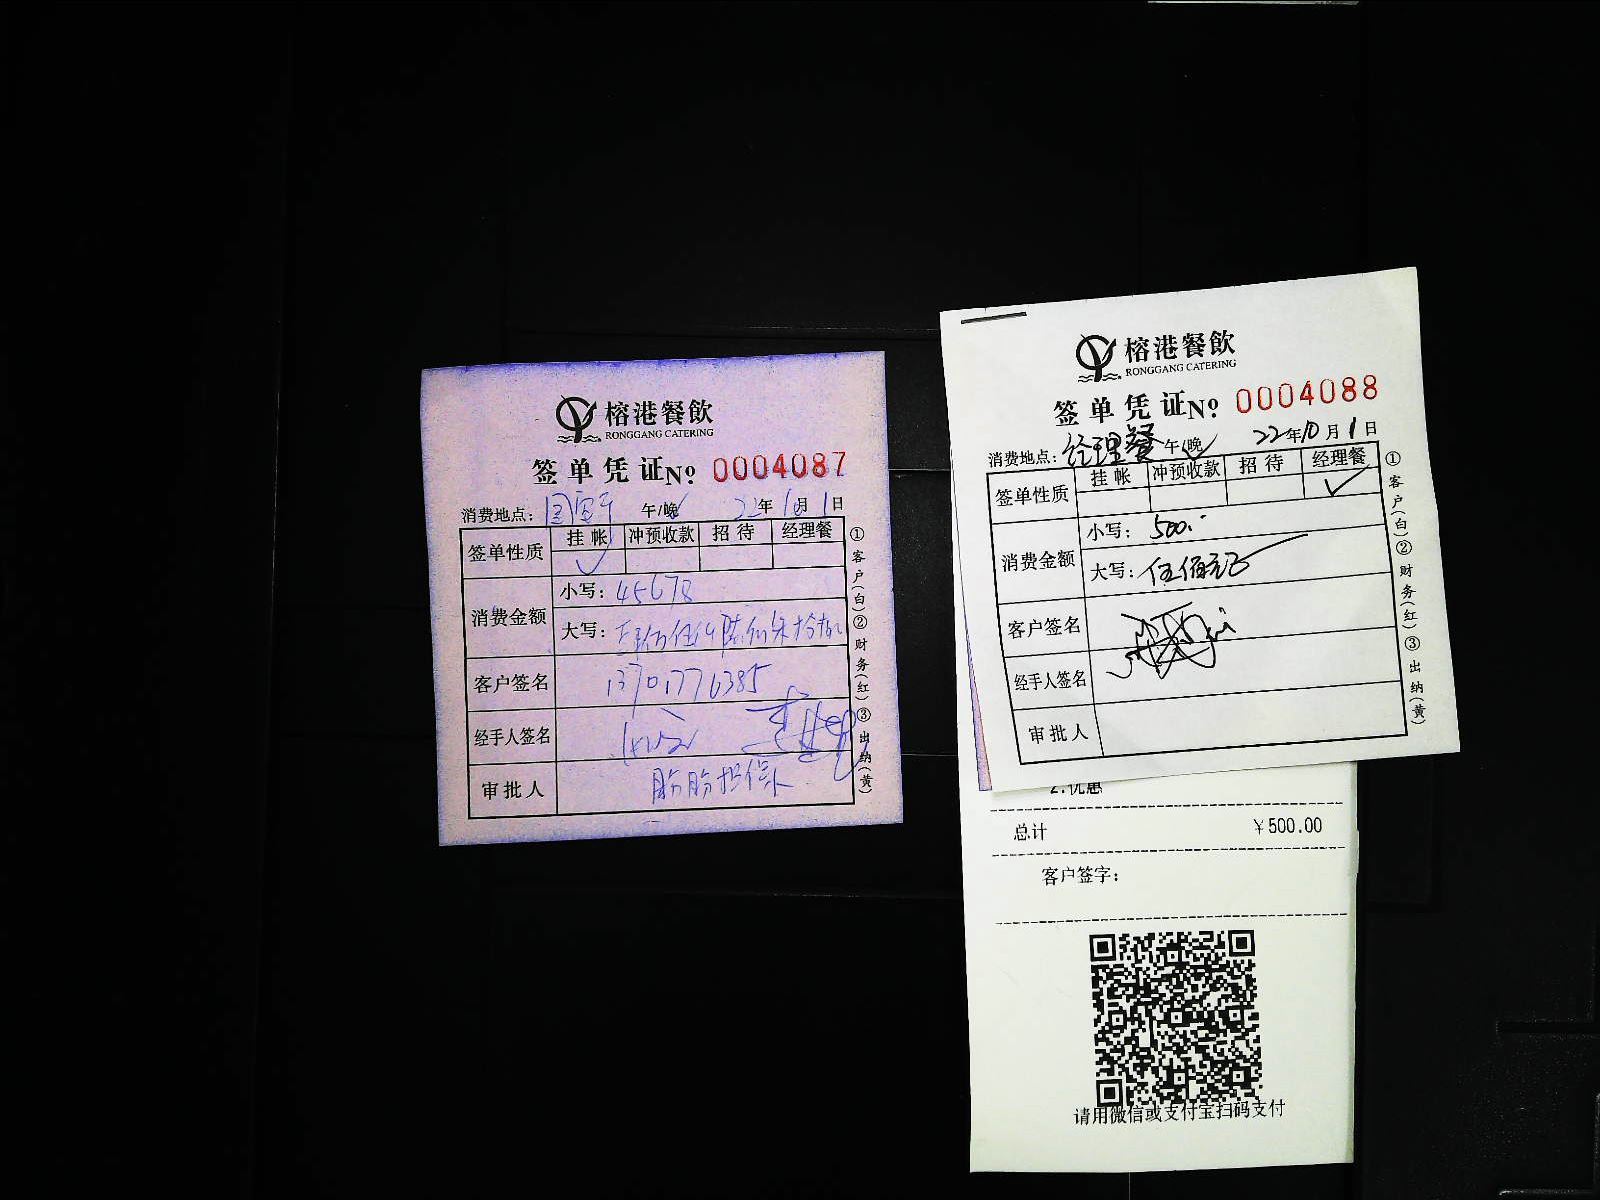 榕港餐飲
RONGGANG CATERING
签单凭证№ 0004087
消费地点： 午/晚 22年10月1日
签单性质 挂帐 冲预收款 招待 经理餐
消费金额 小写：45678
大写：
客户签名 13701776385
经手人签名
审批人 担保
①客户(白)②财务(红)③出纳(黄)
榕港餐飲
RONGGANG CATERING
签单凭证№ 0004088
消费地点：经理餐 午/晚 22年10月1日
签单性质 挂帐 冲预收款 招待 经理餐
消费金额 小写：500.
大写：伍佰元
客户签名
经手人签名
审批人
①客户(白)②财务(红)③出纳(黄)
2.优惠
总计 ¥500.00
客户签字：
请用微信或支付宝扫码支付